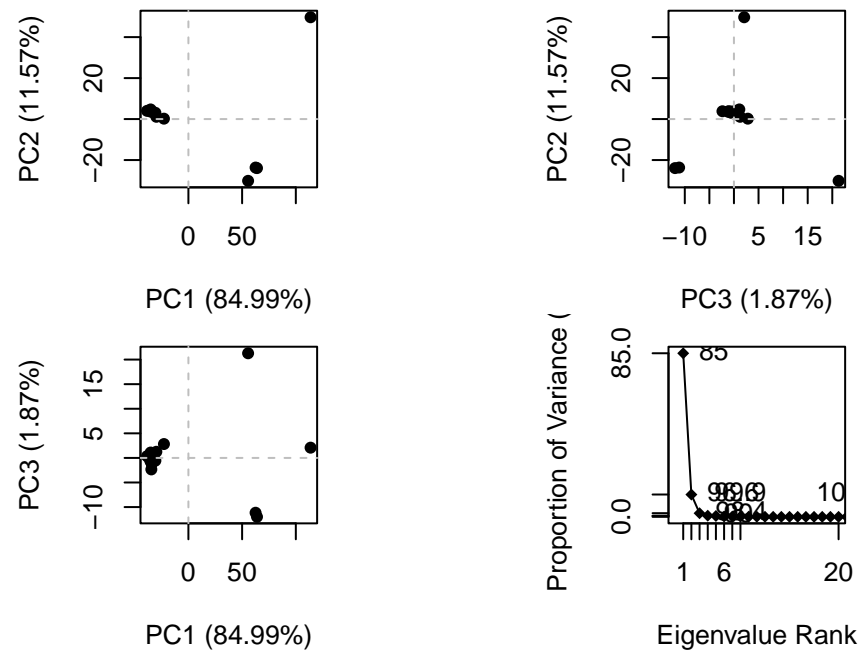 PC2 (11.57%)
20
−20
0 50
PC1 (84.99%)
PC2 (11.57%)
20
−20
−10 5 15
PC3 (1.87%)
PC3 (1.87%)
15
5
−10
0 50
PC1 (84.99%)
Proportion of Variance (
85.0
0.0
85
10
1 6 20
Eigenvalue Rank